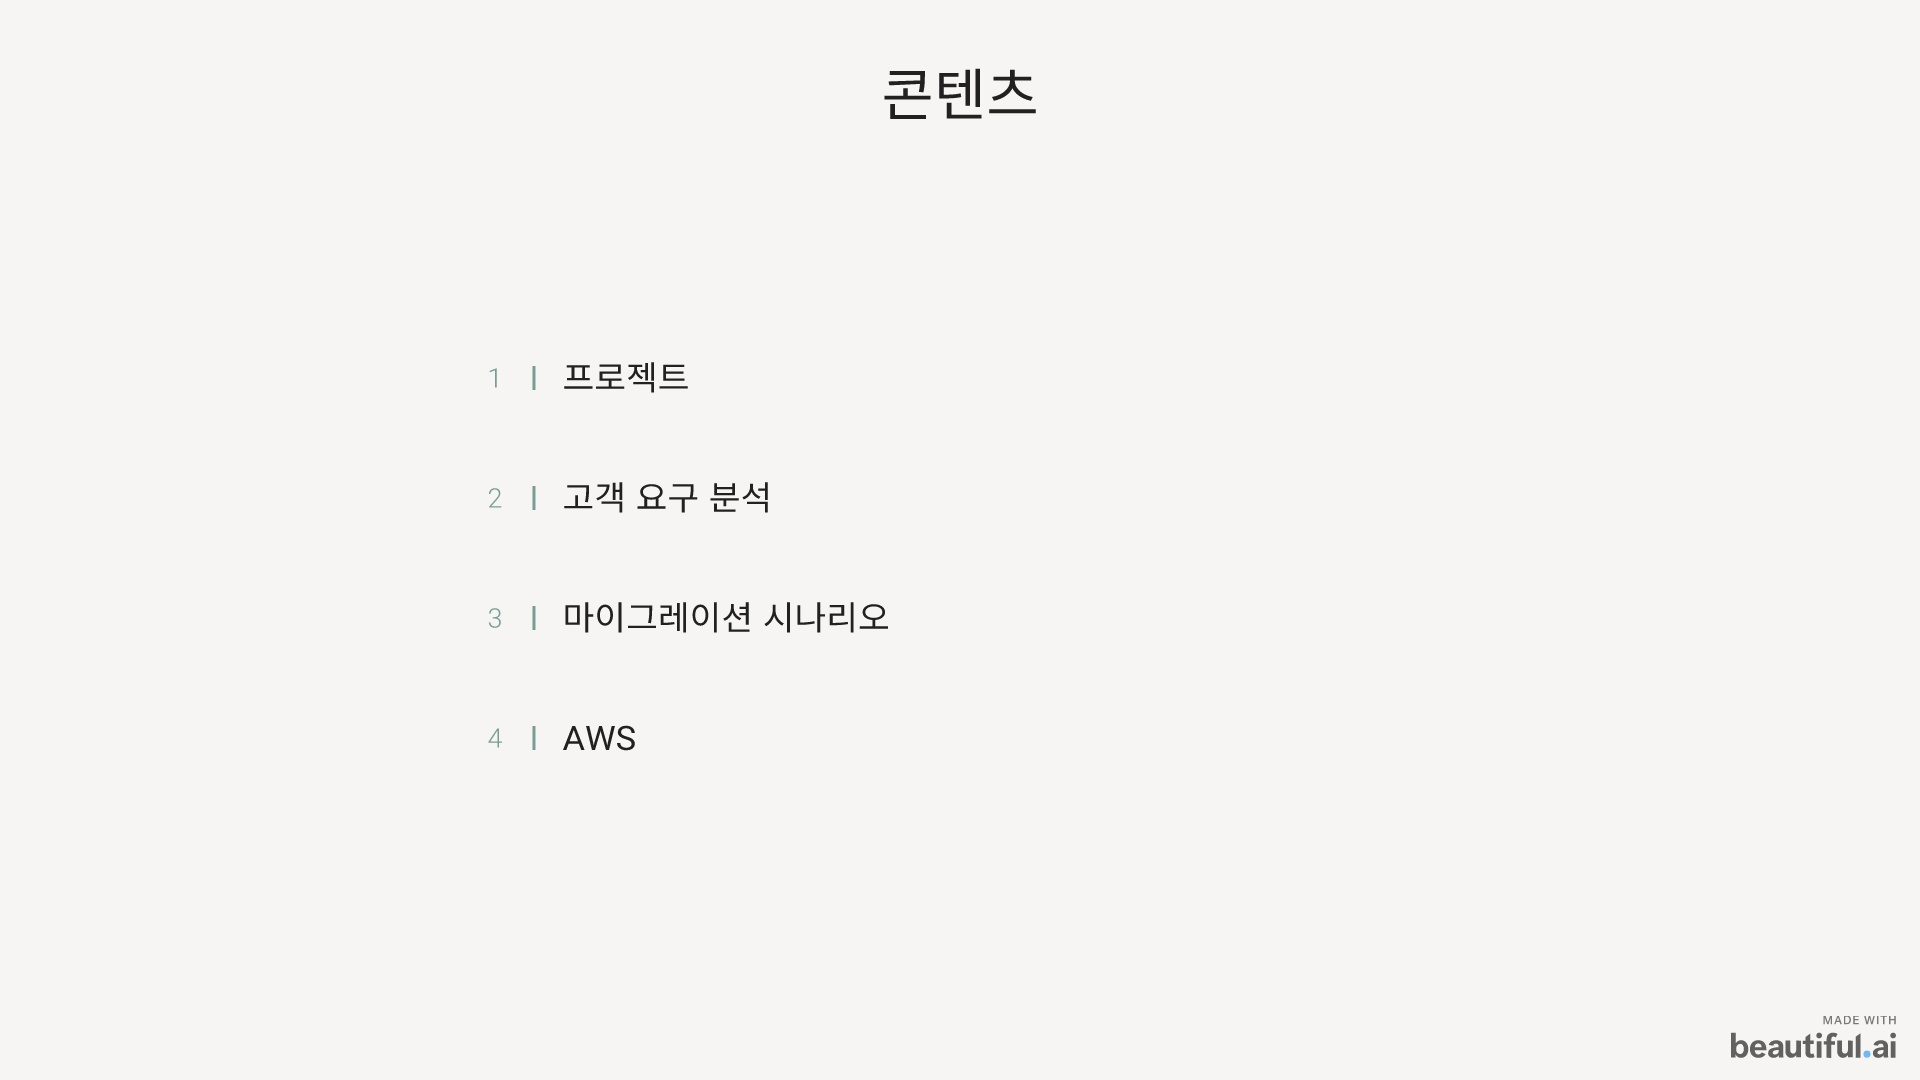 콘텐츠
1 프로젝트
2 고객 요구 분석
3 마이그레이션 시나리오
4 AWS
MADE WITH
beautiful.ai